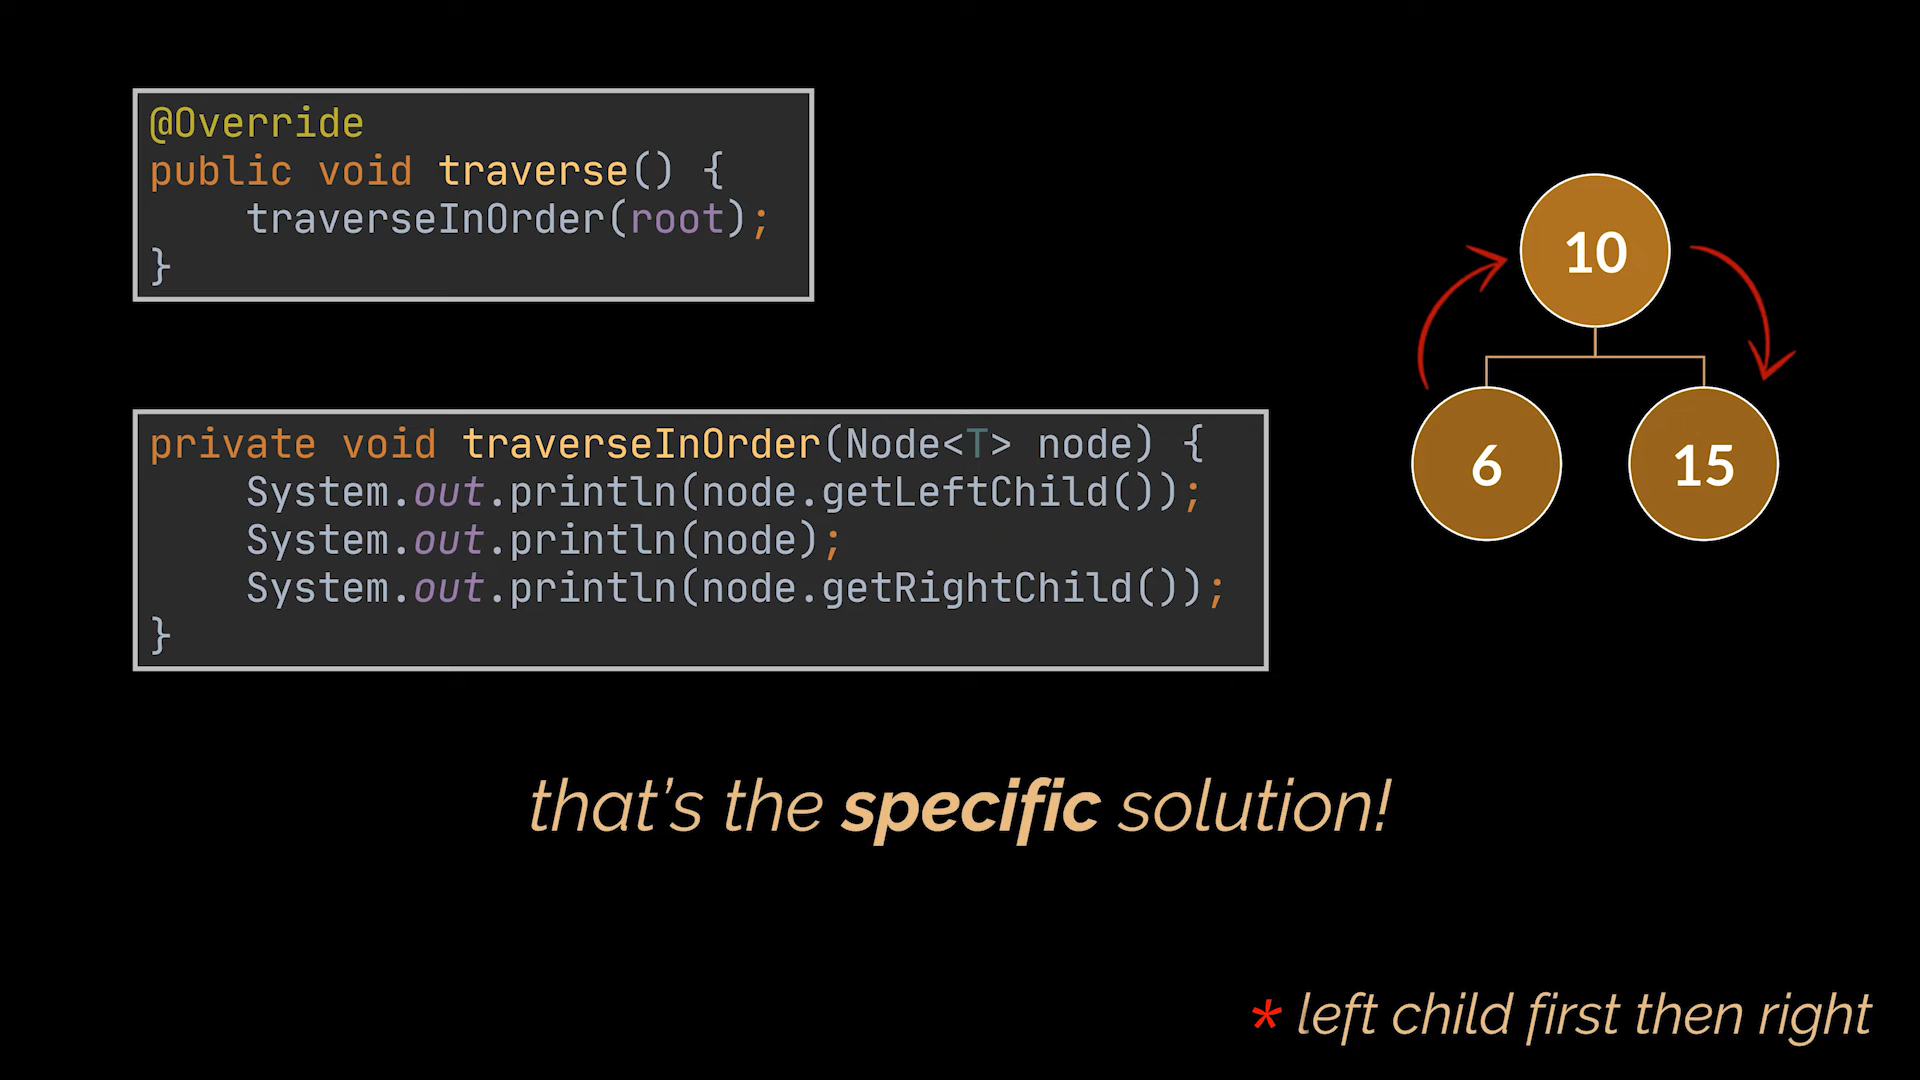 @Override
public void traverse() {
    traverseInOrder(root);
}
10
6
15
private void traverseInOrder(Node<T> node) {
    System.out.println(node.getLeftChild());
    System.out.println(node);
    System.out.println(node.getRightChild());
}
that's the specific solution!
* left child first then right